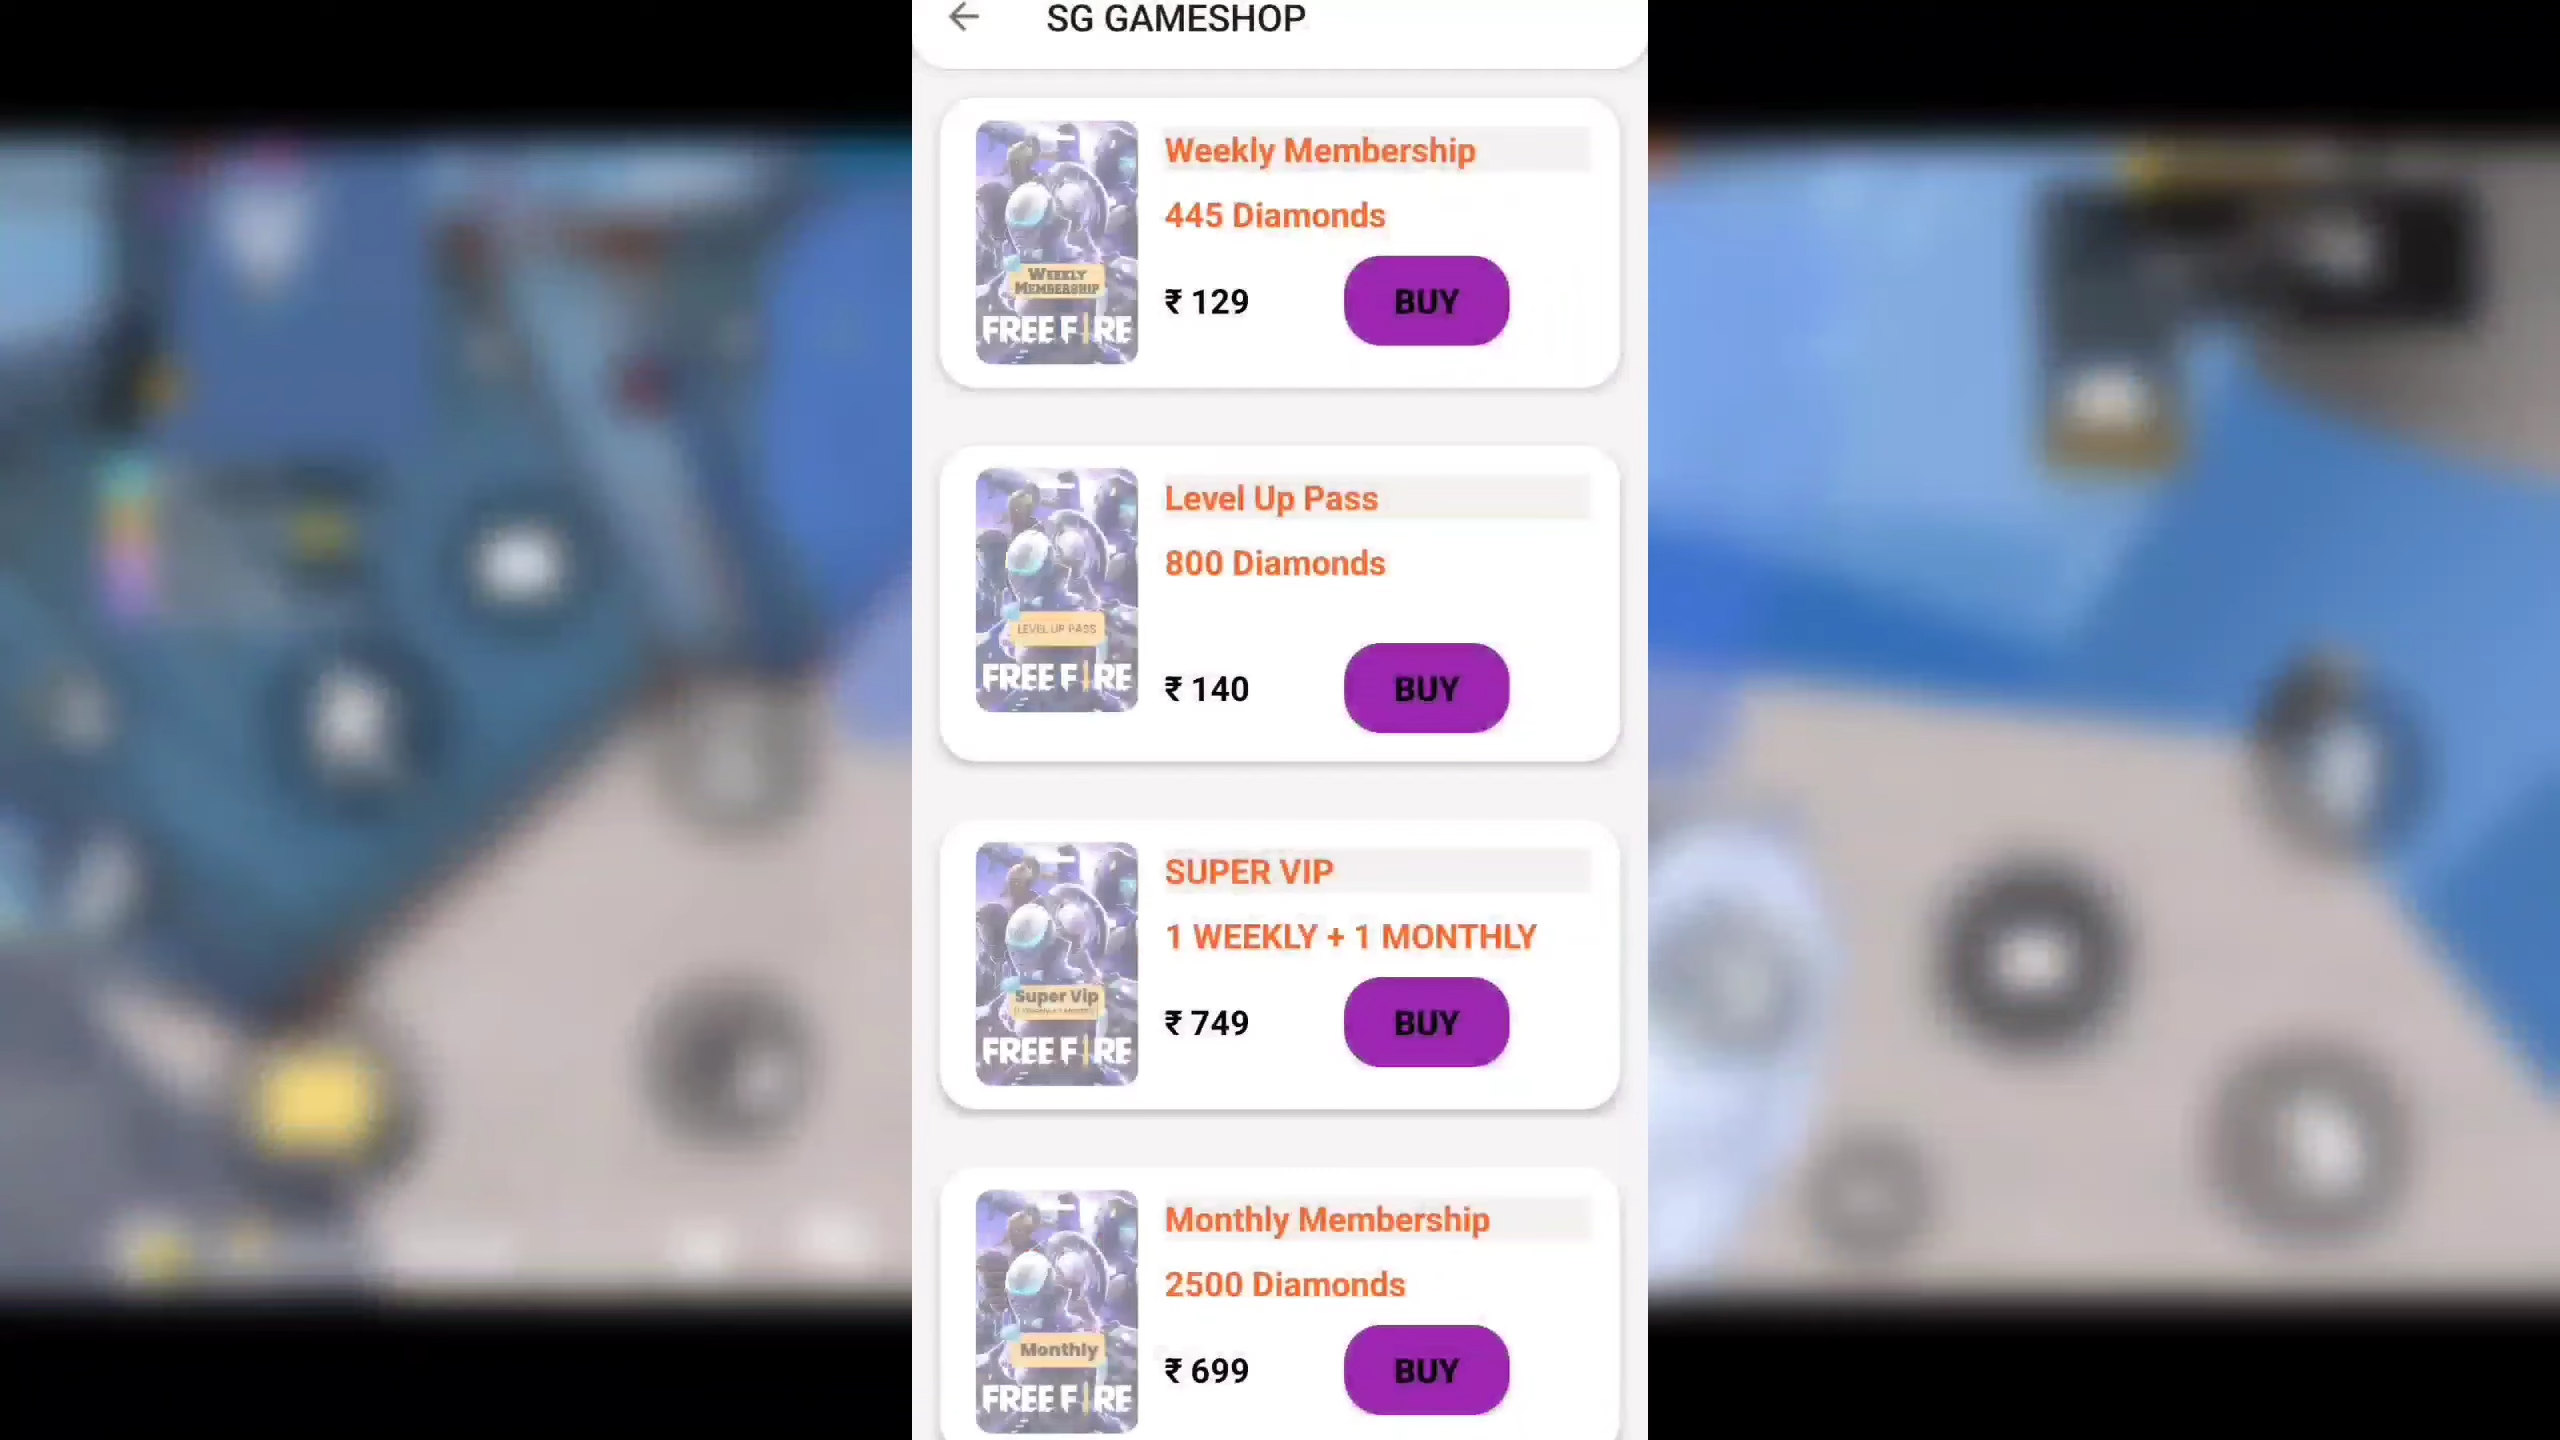 SG GAMESHOP
Weekly Membership
445 Diamonds
₹ 129
BUY
WEEKLY
MEMBERSHIP
FREE FIRE
Level Up Pass
800 Diamonds
₹ 140
BUY
LEVEL UP PASS
FREE FIRE
SUPER VIP
1 WEEKLY + 1 MONTHLY
₹ 749
BUY
Super Vip
FREE FIRE
Monthly Membership
2500 Diamonds
₹ 699
BUY
Monthly
FREE FIRE